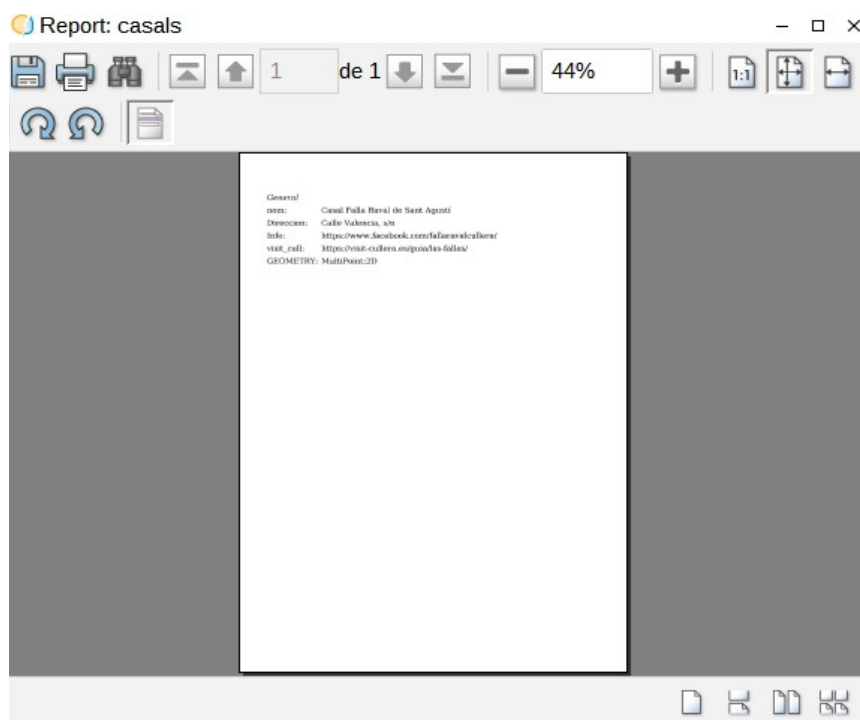 Report: casals
1 de 1 44%
1:1
General
nom: Casal Falla Raval de Sant Agustí
Direccion: Calle Valencia, s/n
Info: https://www.facebook.com/fallaravalcullera/
visit_cull: https://visit-cullera.es/guia/las-falles/
GEOMETRY: MultiPoint:2D